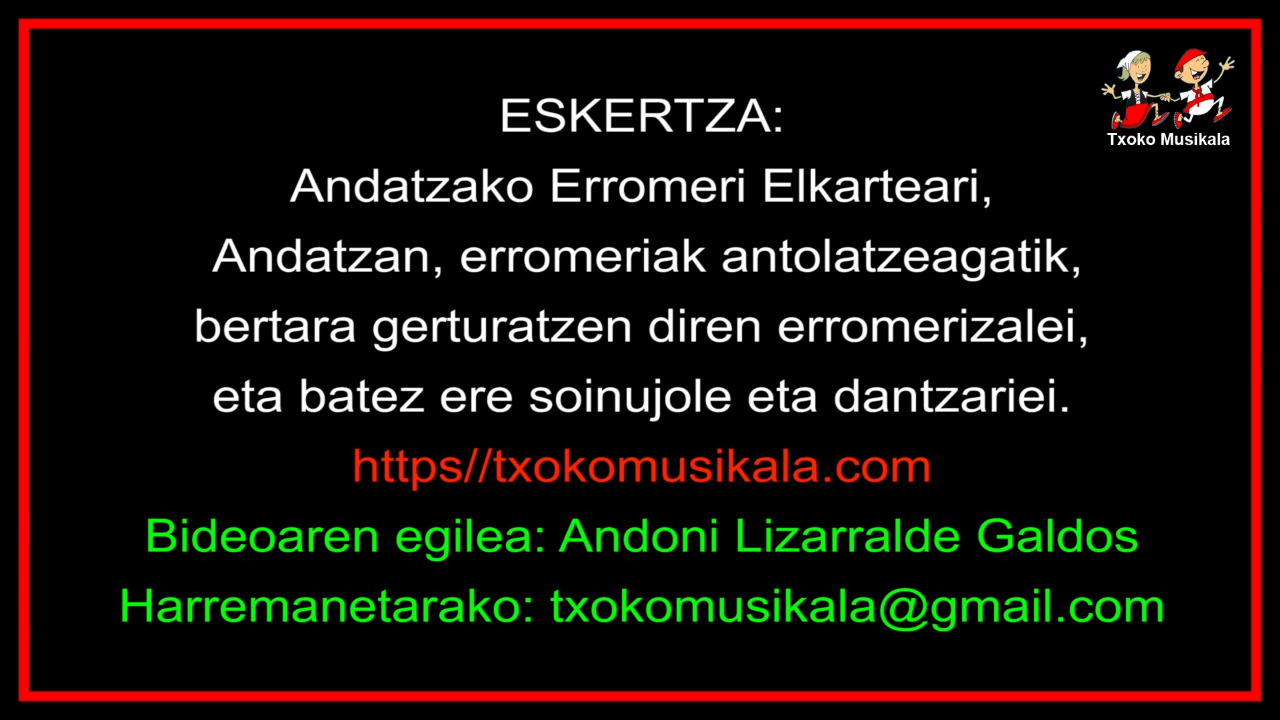 Txoko Musikala
ESKERTZA:
Andatzako Erromeri Elkarteari,
Andatzan, erromeriak antolatzeagatik,
bertara gerturatzen diren erromerizalei,
eta batez ere soinujole eta dantzariei.
https//txokomusikala.com
Bideoaren egilea: Andoni Lizarralde Galdos
Harremanetarako: txokomusikala@gmail.com